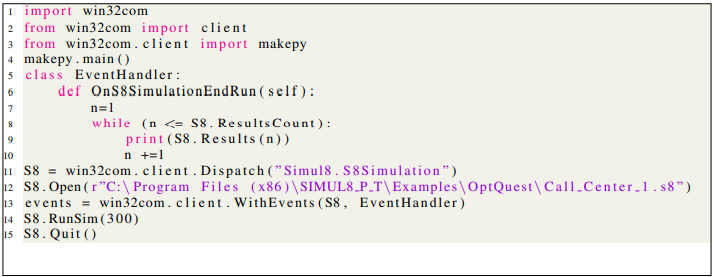 1 import win32com
2 from win32com import client
3 from win32com.client import makepy
4 makepy.main()
5 class EventHandler:
6     def OnS8SimulationEndRun(self):
7         n=1
8         while (n <= S8.ResultsCount):
9             print(S8.Results(n))
10             n +=1
11 S8 = win32com.client.Dispatch("Simul8.S8Simulation")
12 S8.Open(r"C:\Program Files (x86)\SIMUL8_P_T\Examples\OptQuest\Call_Center_1.s8")
13 events = win32com.client.WithEvents(S8, EventHandler)
14 S8.RunSim(300)
15 S8.Quit()